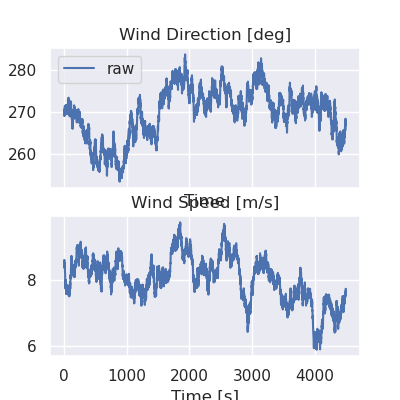 Wind Direction [deg]
raw
280
270
260
Time
Wind Speed [m/s]
8
6
0 1000 2000 3000 4000
Time [s]